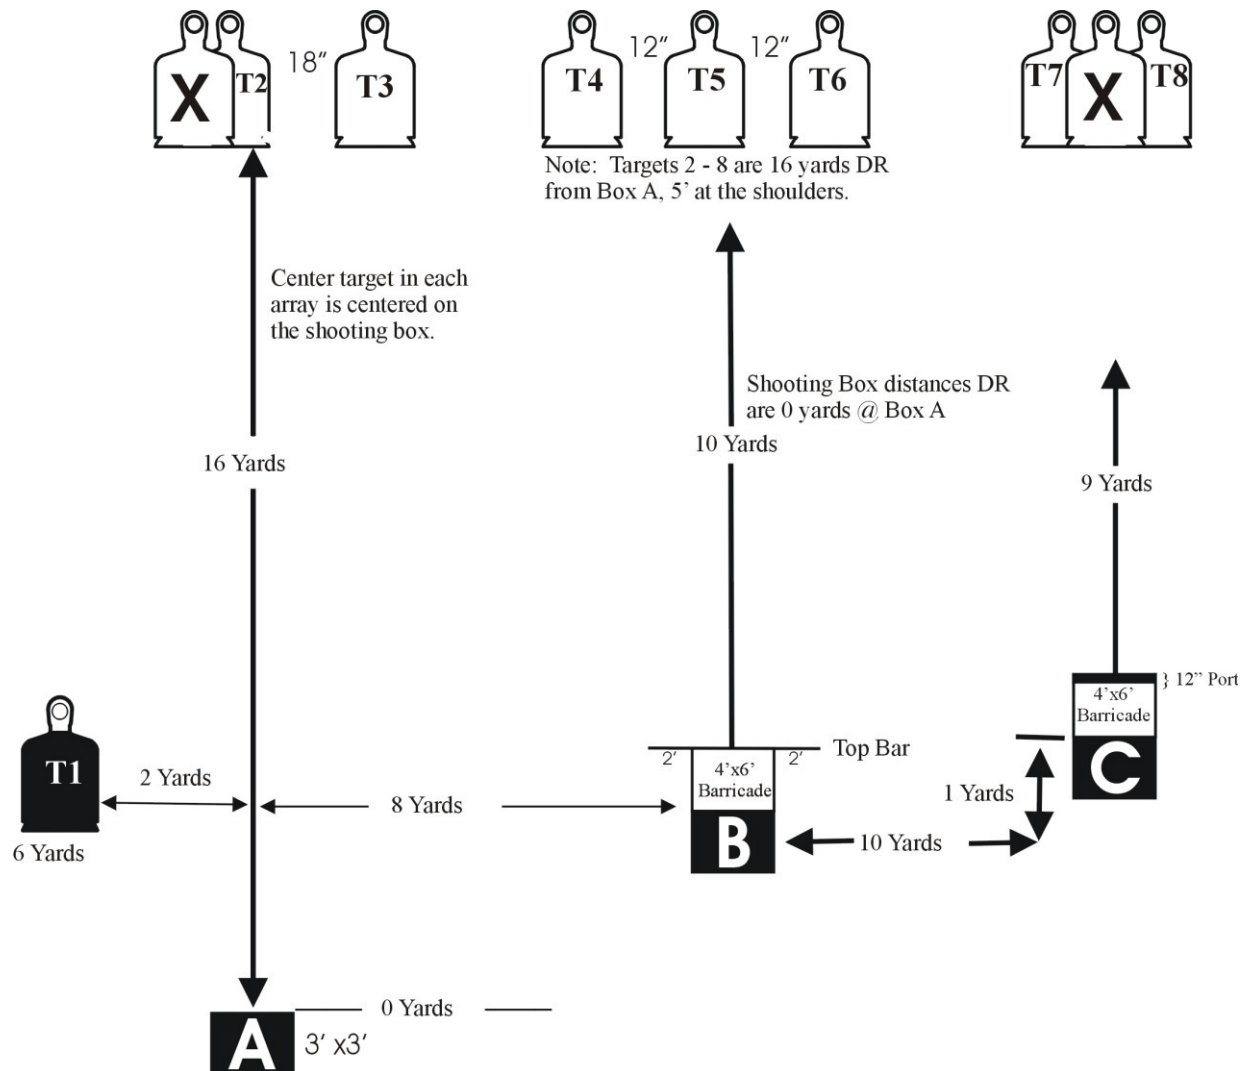 X
T2
18”
T3
T4
12”
T5
12”
T6
T7
X
T8
Note: Targets 2 - 8 are 16 yards DR
from Box A, 5’ at the shoulders.
Center target in each
array is centered on
the shooting box.
Shooting Box distances DR
are 0 yards @ Box A
16 Yards
10 Yards
9 Yards
} 12” Port
4’x6’
Barricade
C
T1
2 Yards
6 Yards
8 Yards
2’
2’
Top Bar
4’x6’
Barricade
B
1 Yards
10 Yards
0 Yards
A
3’ x3’